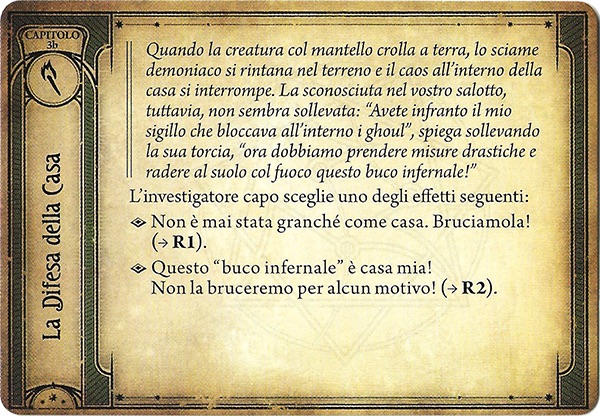 CAPITOLO
3b
La Difesa della Casa
Quando la creatura col mantello crolla a terra, lo sciame
demoniaco si rintana nel terreno e il caos all'interno della
casa si interrompe. La sconosciuta nel vostro salotto,
tuttavia, non sembra sollevata: “Avete infranto il mio
sigillo che bloccava all'interno i ghoul”, spiega sollevando
la sua torcia, “ora dobbiamo prendere misure drastiche e
radere al suolo col fuoco questo buco infernale!”
L'investigatore capo sceglie uno degli effetti seguenti:
Non è mai stata granché come casa. Bruciamola!
(→ R1).
Questo “buco infernale” è casa mia!
Non la bruceremo per alcun motivo! (→ R2).